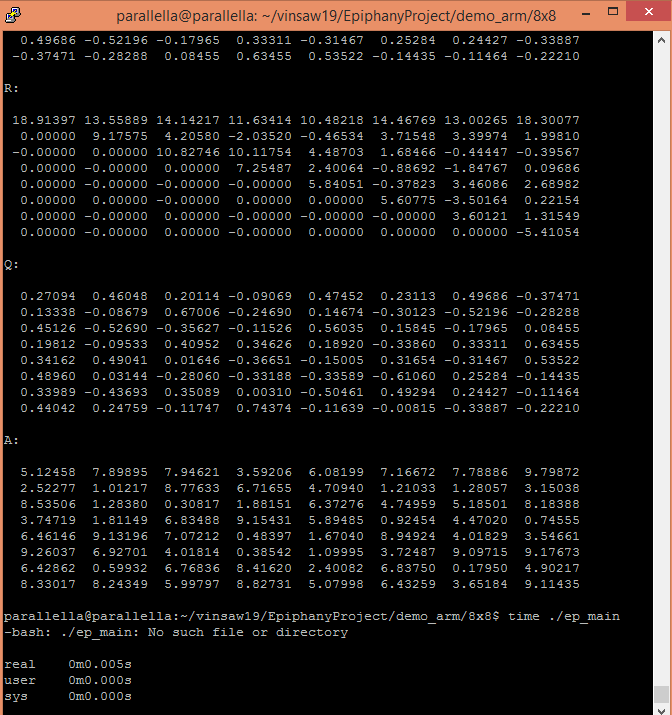 parallella@parallella: ~/vinsaw19/EpiphanyProject/demo_arm/8x8
0.49686 -0.52196 -0.17965 0.33311 -0.31467 0.25284 0.24427 -0.33887
-0.37471 -0.28288 0.08455 0.63455 0.53522 -0.14435 -0.11464 -0.22210
R:
18.91397 13.55889 14.14217 11.63414 10.48218 14.46769 13.00265 18.30077
0.00000 9.17575 4.20580 -2.03520 -0.46534 3.71548 3.39974 1.99810
-0.00000 0.00000 10.82746 10.11754 4.48703 1.68466 -0.44447 -0.39567
0.00000 0.00000 0.00000 7.25487 2.40064 -0.88692 -1.84767 0.09686
0.00000 -0.00000 0.00000 -0.00000 5.84051 -0.37823 3.46086 2.68982
0.00000 0.00000 0.00000 0.00000 0.00000 5.60775 -3.50164 0.22154
0.00000 -0.00000 0.00000 -0.00000 -0.00000 -0.00000 3.60121 1.31549
0.00000 -0.00000 0.00000 -0.00000 0.00000 0.00000 0.00000 -5.41054
Q:
0.27094 0.46048 0.20114 -0.09069 0.47452 0.23113 0.49686 -0.37471
0.13338 -0.08679 0.67006 -0.24690 0.14674 -0.30123 -0.52196 -0.28288
0.45126 -0.52690 -0.35627 -0.11526 0.56035 0.15845 -0.17965 0.08455
0.19812 -0.09533 0.40952 0.34626 0.18920 -0.33860 0.33311 0.63455
0.34162 0.49041 0.01646 -0.36651 -0.15005 0.31654 -0.31467 0.53522
0.48960 0.03144 -0.28060 -0.33188 -0.33589 -0.61060 0.25284 -0.14435
0.33989 -0.43693 0.35089 0.00310 -0.50461 0.49294 0.24427 -0.11464
0.44042 0.24759 -0.11747 0.74374 -0.11639 -0.00815 -0.33887 -0.22210
A:
5.12458 7.89895 7.94621 3.59206 6.08199 7.16672 7.78886 9.79872
2.52277 1.01217 8.77633 6.71655 4.70940 1.21033 1.28057 3.15038
8.53506 1.28380 0.30817 1.88151 6.37276 4.74959 5.18501 8.18388
3.74719 1.81149 6.83488 9.15431 5.89485 0.92454 4.47020 0.74555
6.46146 9.13196 7.07212 0.48397 1.67040 8.94924 4.01829 3.54661
9.26037 6.92701 4.01814 0.38542 1.09995 3.72487 9.09715 9.17673
6.42862 0.59932 6.76836 8.41620 2.40082 6.83750 0.17950 4.90217
8.33017 8.24349 5.99797 8.82731 5.07998 6.43259 3.65184 9.11435
parallella@parallella:~/vinsaw19/EpiphanyProject/demo_arm/8x8$ time ./ep_main
-bash: ./ep_main: No such file or directory
real 0m0.005s
user 0m0.000s
sys 0m0.000s